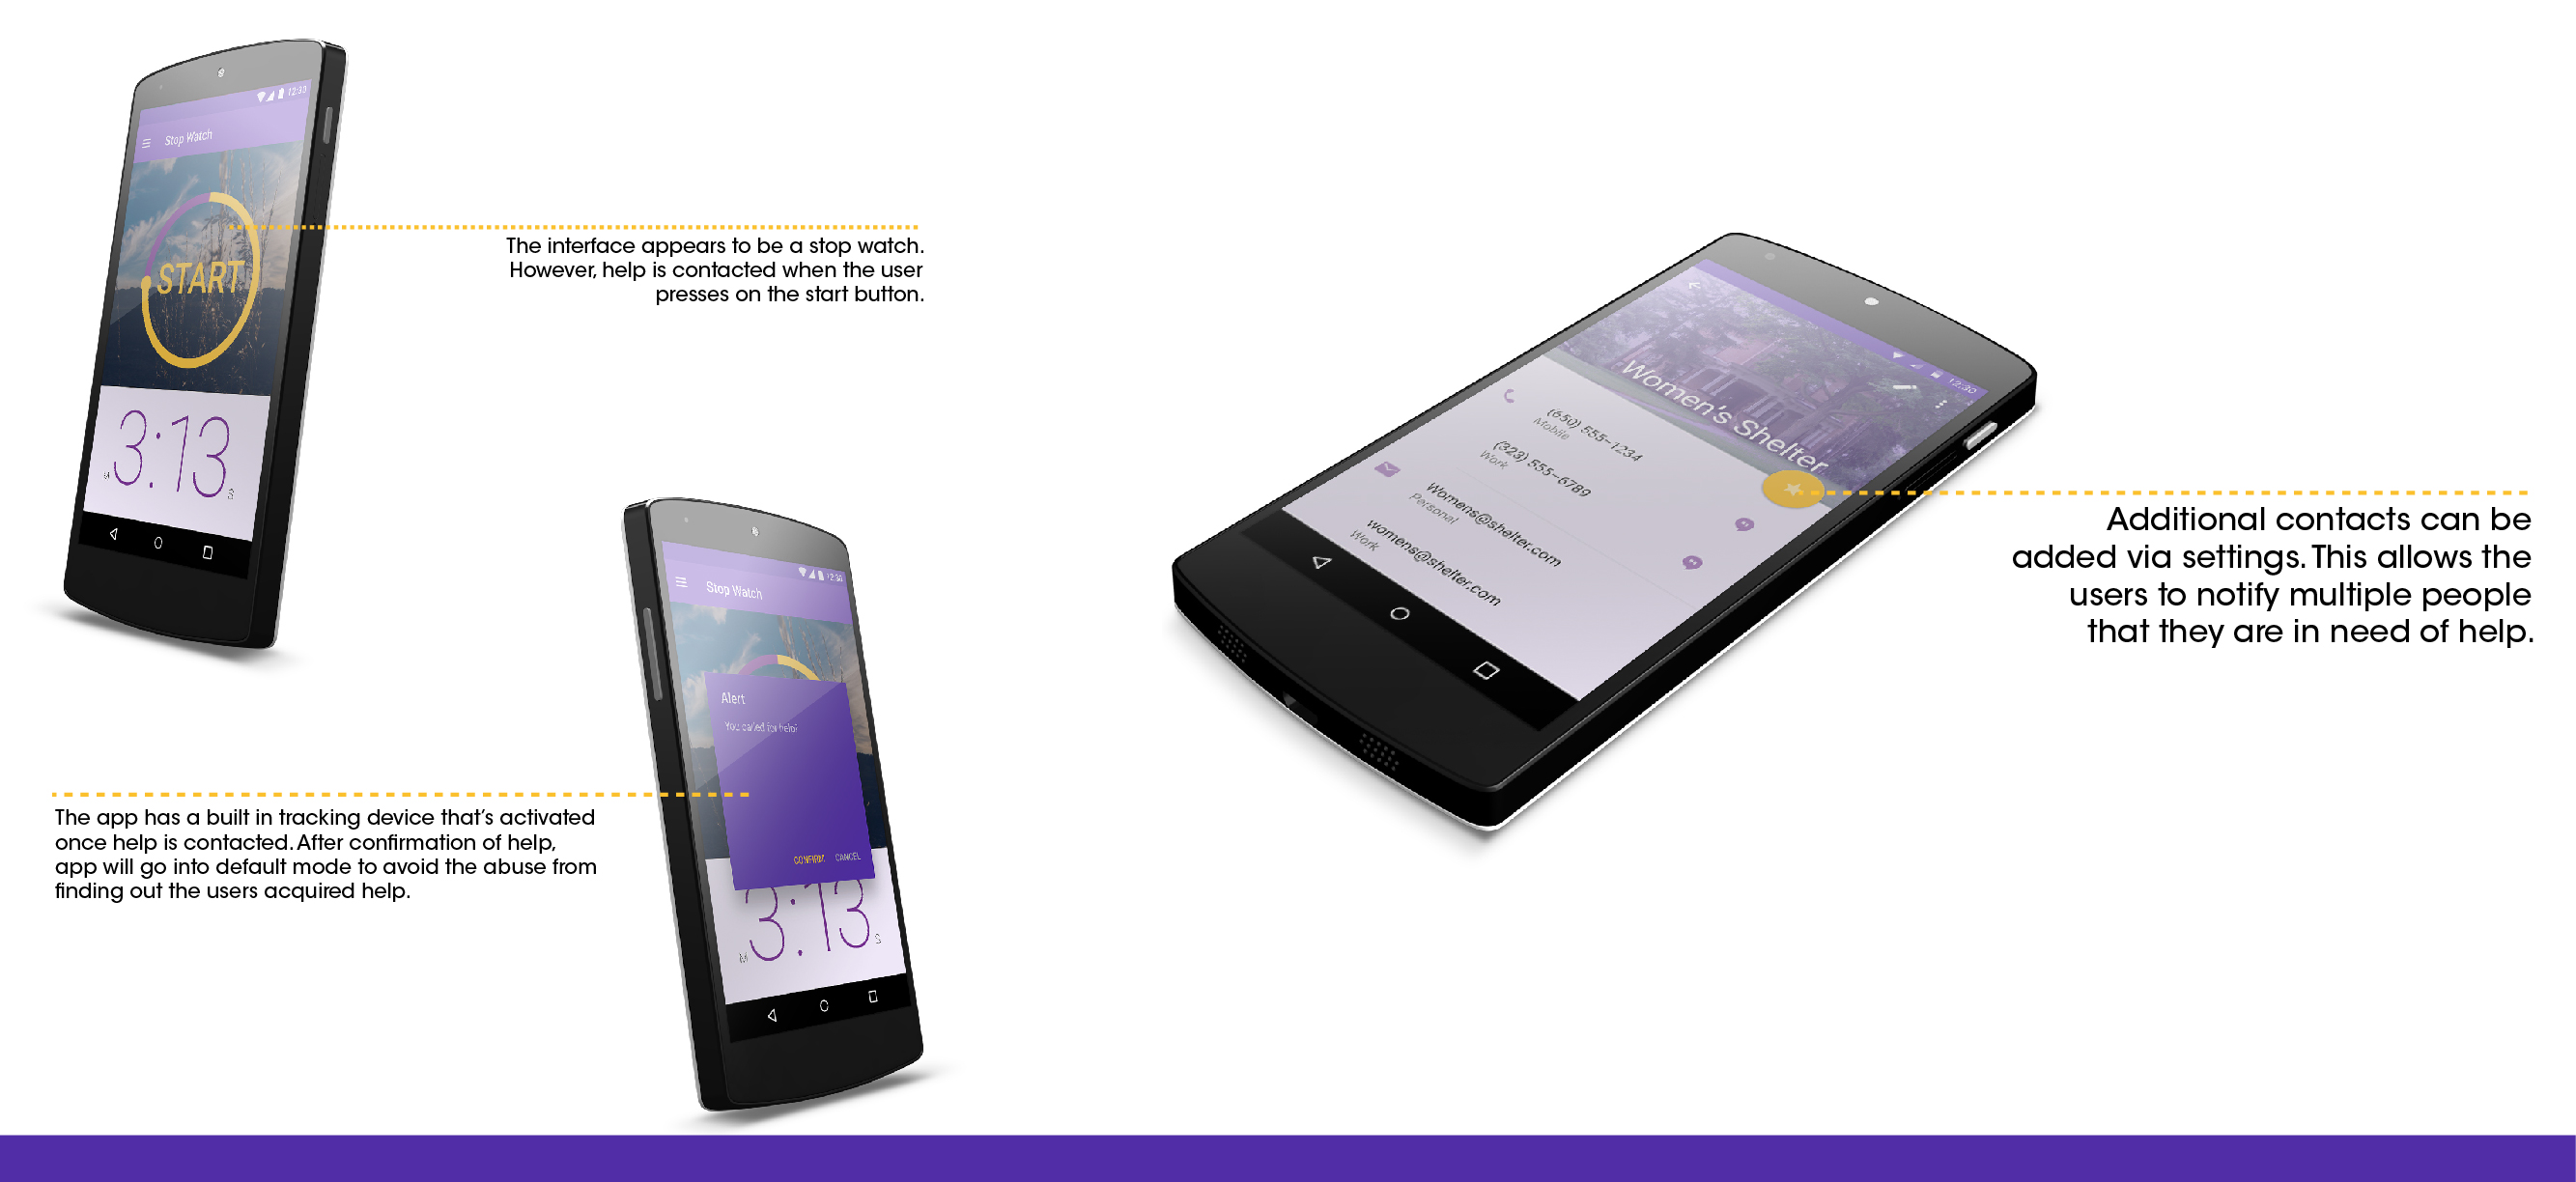 12:30
Stop Watch
START
3:13
M
S
The interface appears to be a stop watch.
However, help is contacted when the user
presses on the start button.
12:30
Stop Watch
Alert
You called for help?
CONFIRM CANCEL
3:13
M
S
The app has a built in tracking device that's activated
once help is contacted. After confirmation of help,
app will go into default mode to avoid the abuse from
finding out the users acquired help.
12:30
Women's Shelter
(650) 555-1234
Mobile
(323) 555-6789
Work
Womens@shelter.com
Personal
womens@shelter.com
Work
Additional contacts can be
added via settings. This allows the
users to notify multiple people
that they are in need of help.